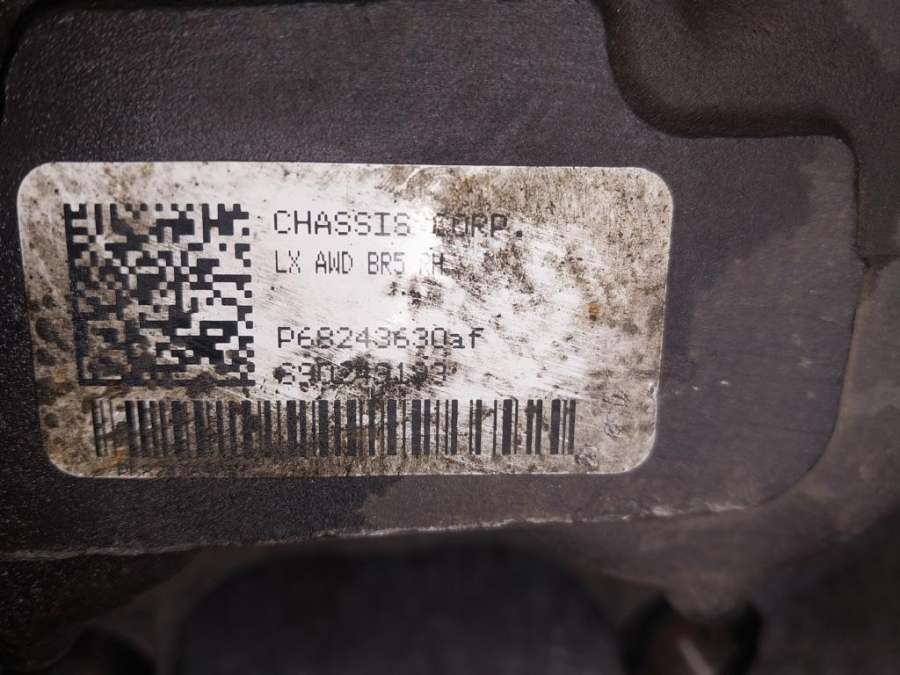 CHASSIS CORP.
LX AWD BR5 RH
P68243630af